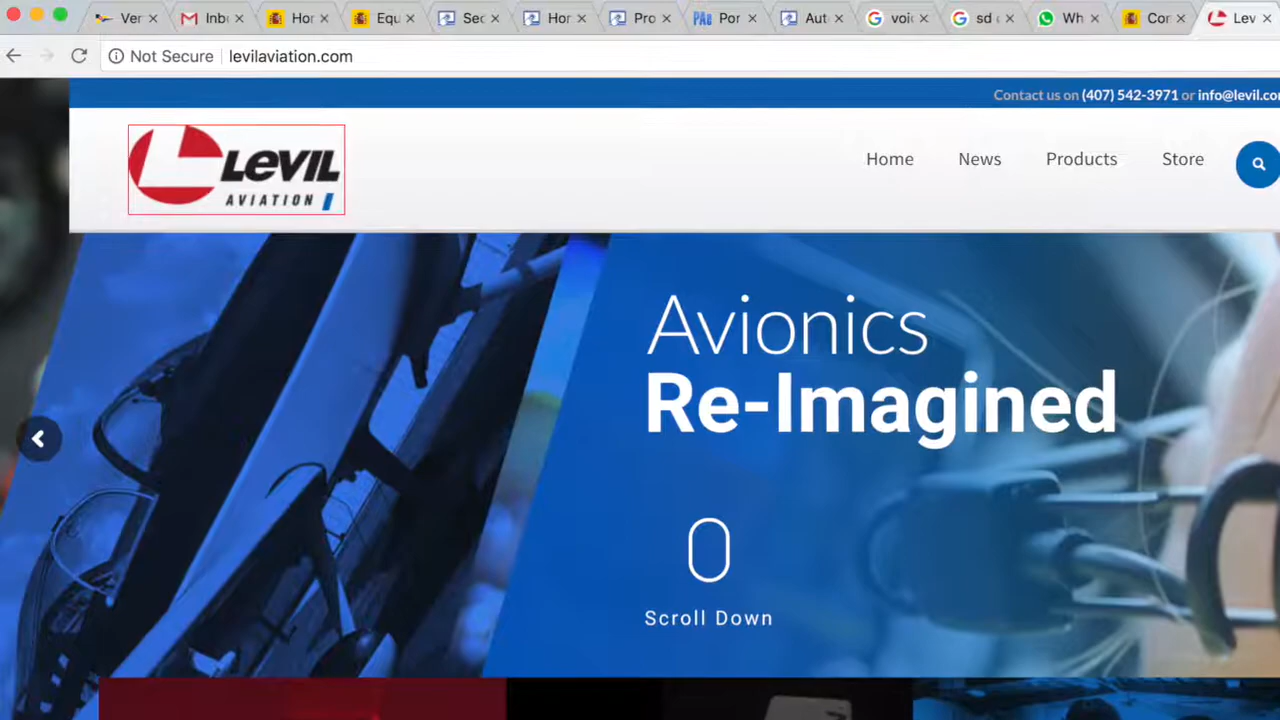 Ver
Inb
Hor
Equ
Sec
Hor
Pro
PAB Por
Aut
voic
sd c
Wh
Cor
Lev
Not Secure levilaviation.com
Contact us on (407) 542-3971 or info@levil.co
LEVIL
AVIATION
Home
News
Products
Store
Avionics
Re-Imagined
Scroll Down